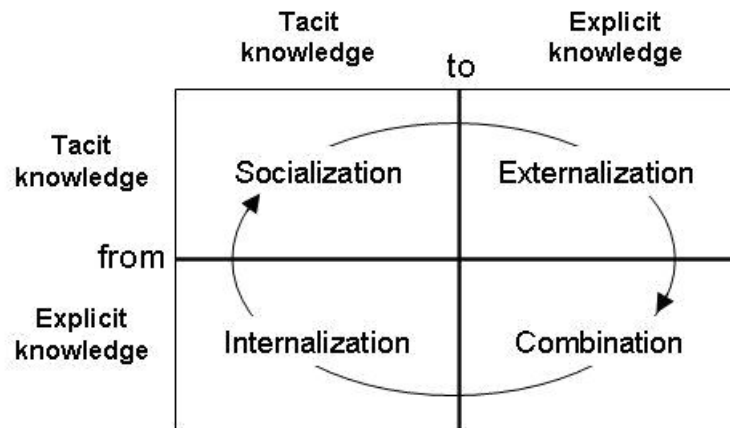 Tacit
knowledge
to
Explicit
knowledge
Tacit
knowledge
Socialization
Externalization
from
Explicit
knowledge
Internalization
Combination